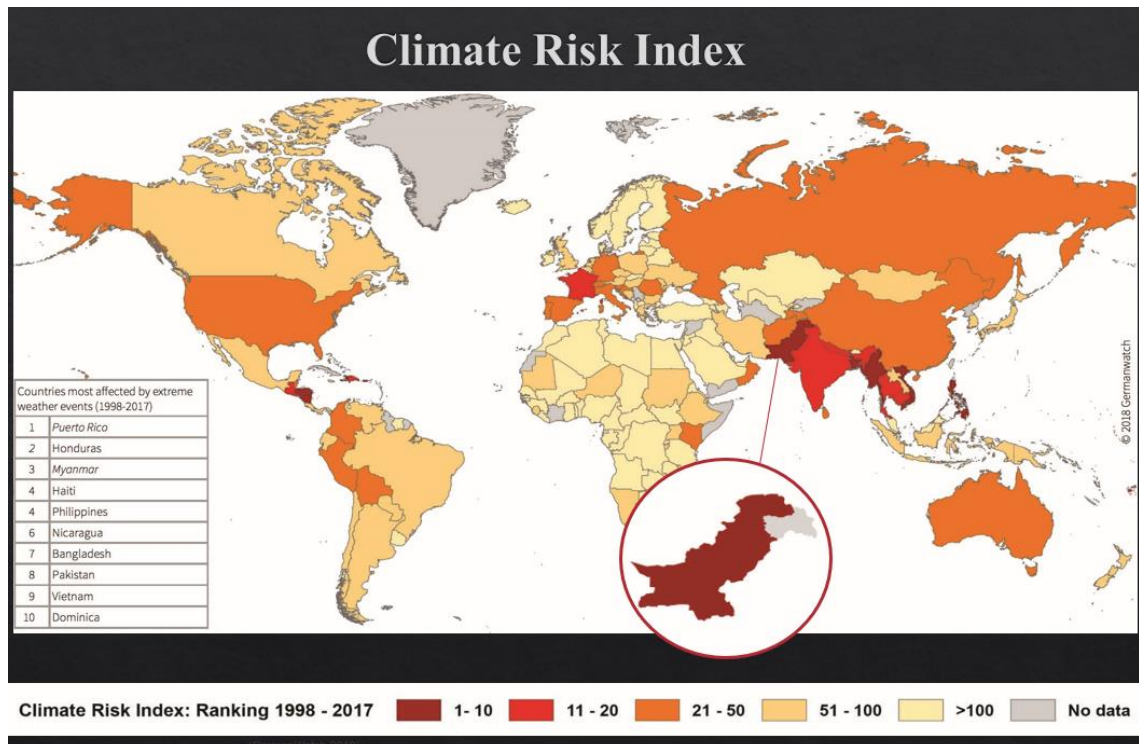 Climate Risk Index
Countries most affected by extreme
weather events (1998-2017)
1 Puerto Rico
2 Honduras
3 Myanmar
4 Haiti
4 Philippines
6 Nicaragua
7 Bangladesh
8 Pakistan
9 Vietnam
10 Dominica
© 2018 Germanwatch
Climate Risk Index: Ranking 1998 - 2017 1- 10 11 - 20 21 - 50 51 - 100 >100 No data